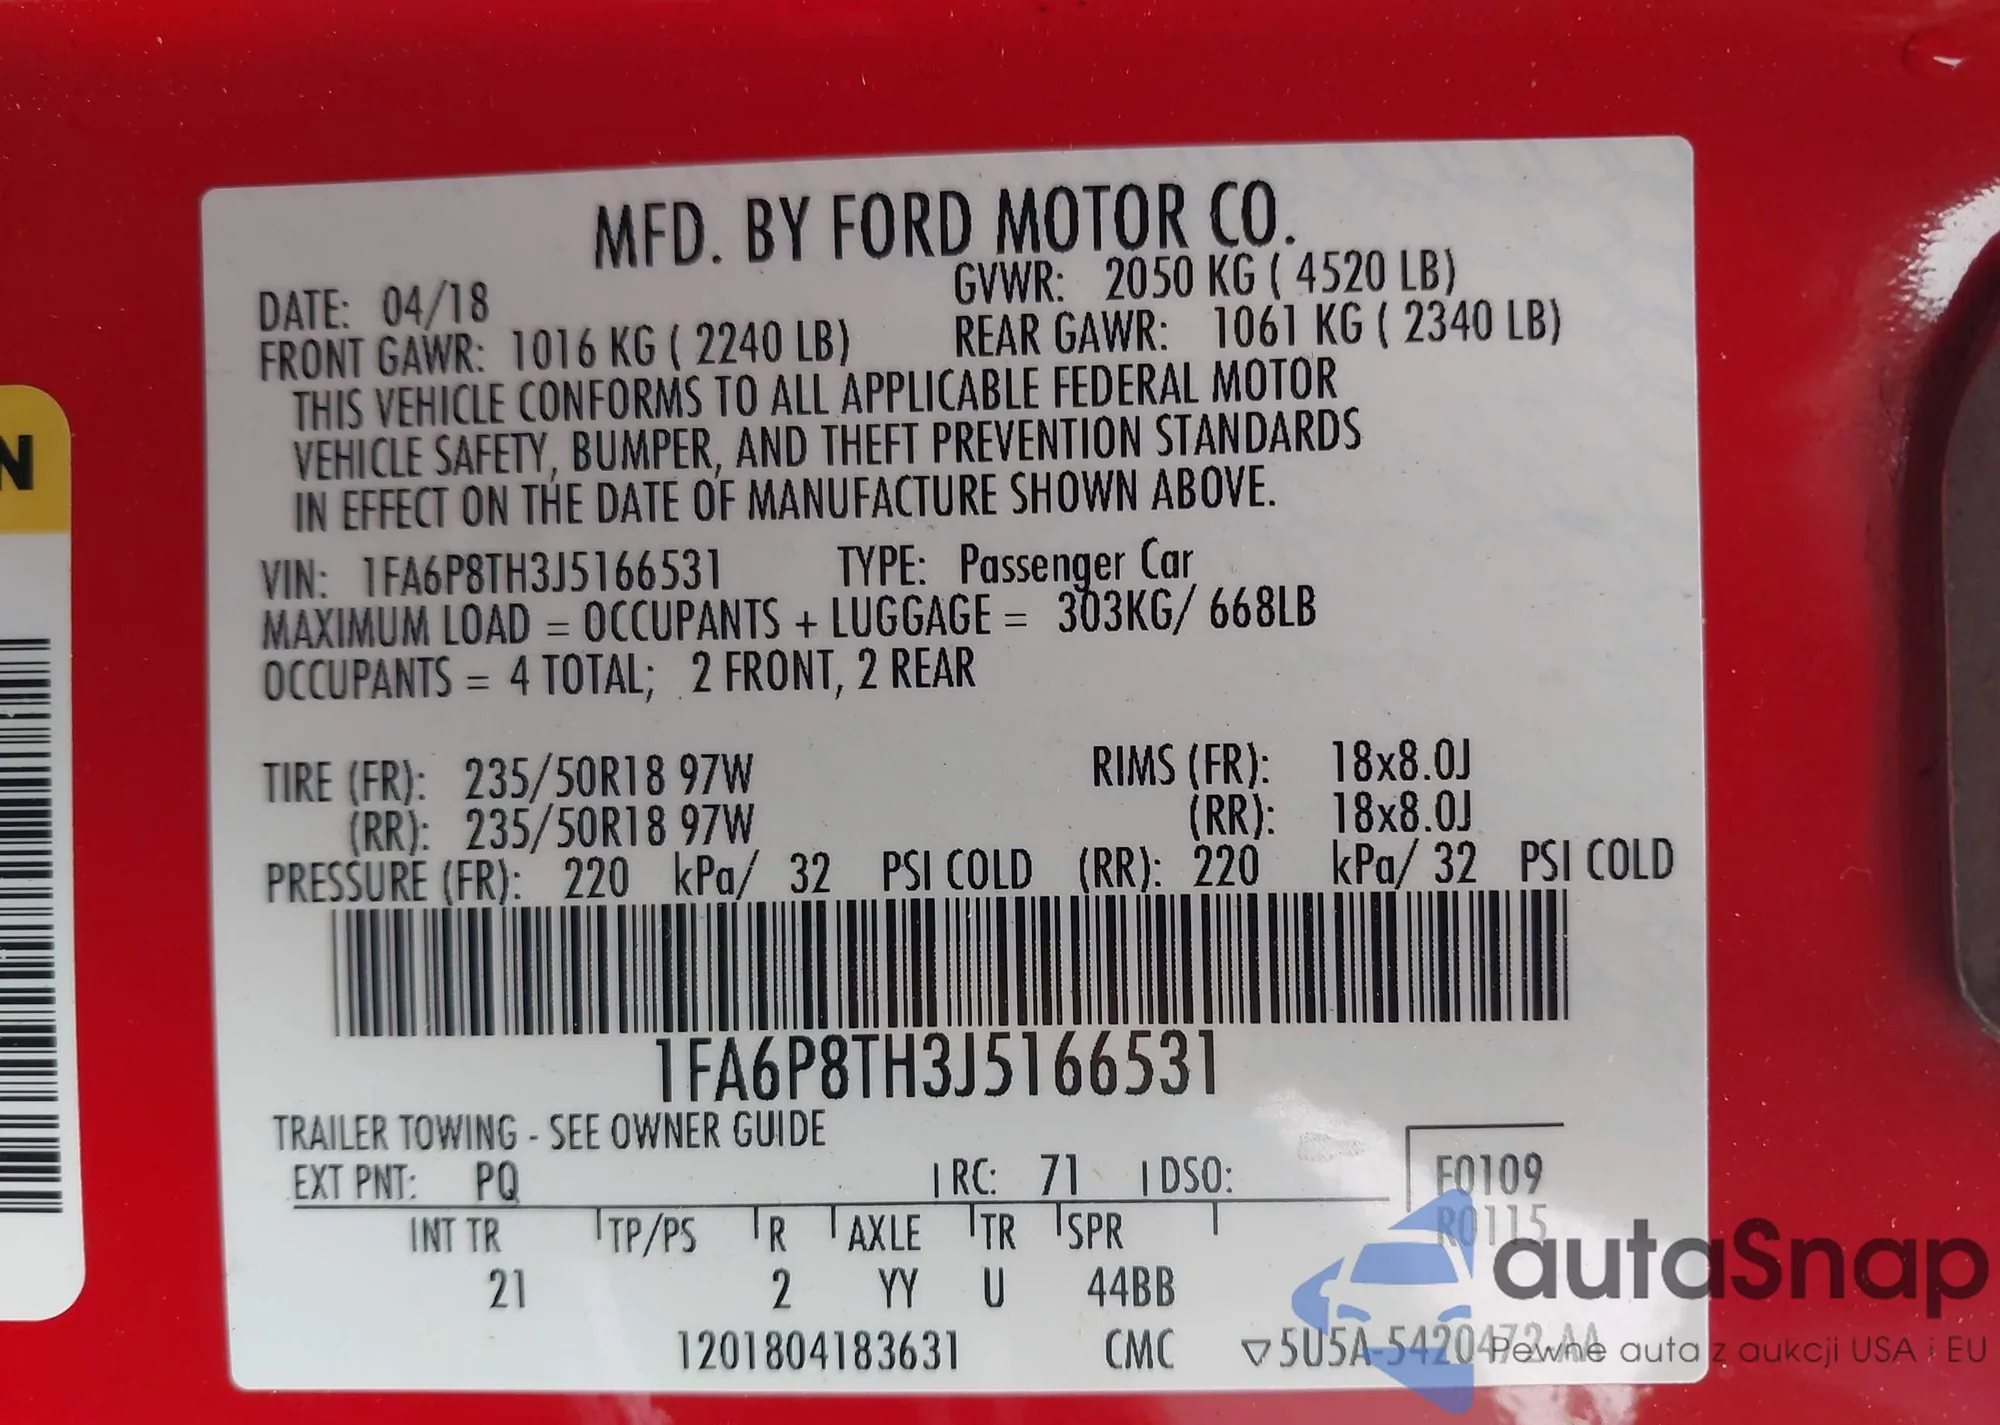 MFD. BY FORD MOTOR CO.
DATE: 04/18
GVWR: 2050 KG ( 4520 LB)
FRONT GAWR: 1016 KG ( 2240 LB)
REAR GAWR: 1061 KG ( 2340 LB)
THIS VEHICLE CONFORMS TO ALL APPLICABLE FEDERAL MOTOR
VEHICLE SAFETY, BUMPER, AND THEFT PREVENTION STANDARDS
IN EFFECT ON THE DATE OF MANUFACTURE SHOWN ABOVE.
VIN: 1FA6P8TH3J5166531 TYPE: Passenger Car
MAXIMUM LOAD = OCCUPANTS + LUGGAGE = 303KG/ 668LB
OCCUPANTS = 4 TOTAL; 2 FRONT, 2 REAR
TIRE (FR): 235/50R18 97W RIMS (FR): 18x8.0J
(RR): 235/50R18 97W (RR): 18x8.0J
PRESSURE (FR): 220 kPa/ 32 PSI COLD (RR): 220 kPa/ 32 PSI COLD
1FA6P8TH3J5166531
TRAILER TOWING - SEE OWNER GUIDE
EXT PNT: PQ RC: 71 DSO: F0109
R0115
INT TR TP/PS R AXLE TR SPR
21 2 YY U 44BB
1201804183631 CMC ▽5U5A-5420472-AA
N
autaSnap
Pewne auta z aukcji USA i EU